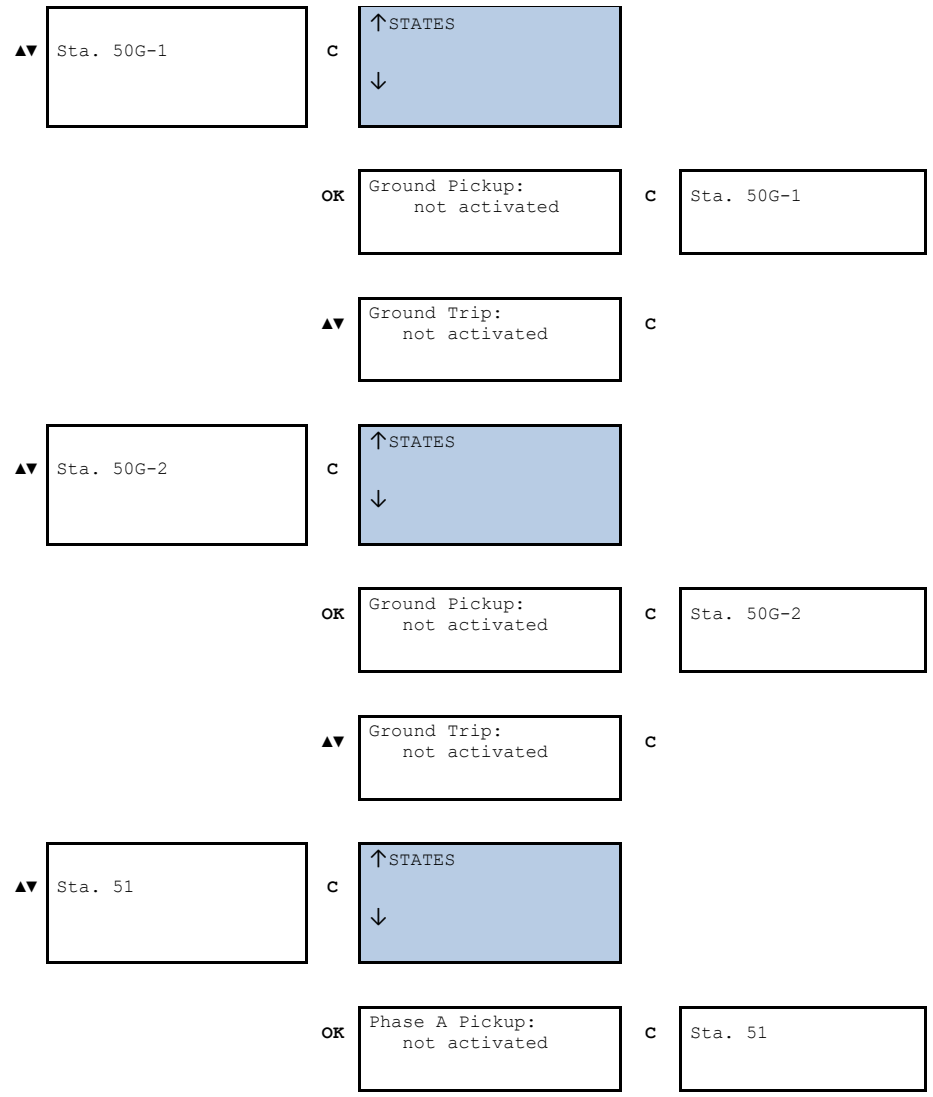 ↑STATES
▲▼ Sta. 50G-1 C
↓
OK Ground Pickup: C Sta. 50G-1
not activated
▲▼ Ground Trip: C
not activated
↑STATES
▲▼ Sta. 50G-2 C
↓
OK Ground Pickup: C Sta. 50G-2
not activated
▲▼ Ground Trip: C
not activated
↑STATES
▲▼ Sta. 51 C
↓
OK Phase A Pickup: C Sta. 51
not activated